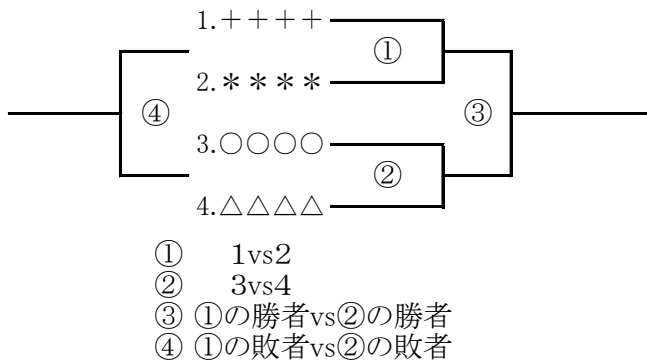 1.＋＋＋＋
①
2.＊＊＊＊
④
③
3.○○○○
②
4.△△△△
① 1vs2
② 3vs4
③ ①の勝者vs②の勝者
④ ①の敗者vs②の敗者